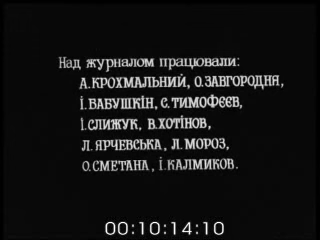 Над журналом працювали:
А.КРОХМАЛЬНИЙ, О.ЗАВГОРОДНЯ,
І.БАБУШКІН, С.ТИМОФЄЄВ,
І.СЛИЖУК, В.ХОТІНОВ,
Л.ЯРЧЕВСЬКА, Л.МОРОЗ,
О.СМЕТАНА, І.КАЛМИКОВ.
00:10:14:10